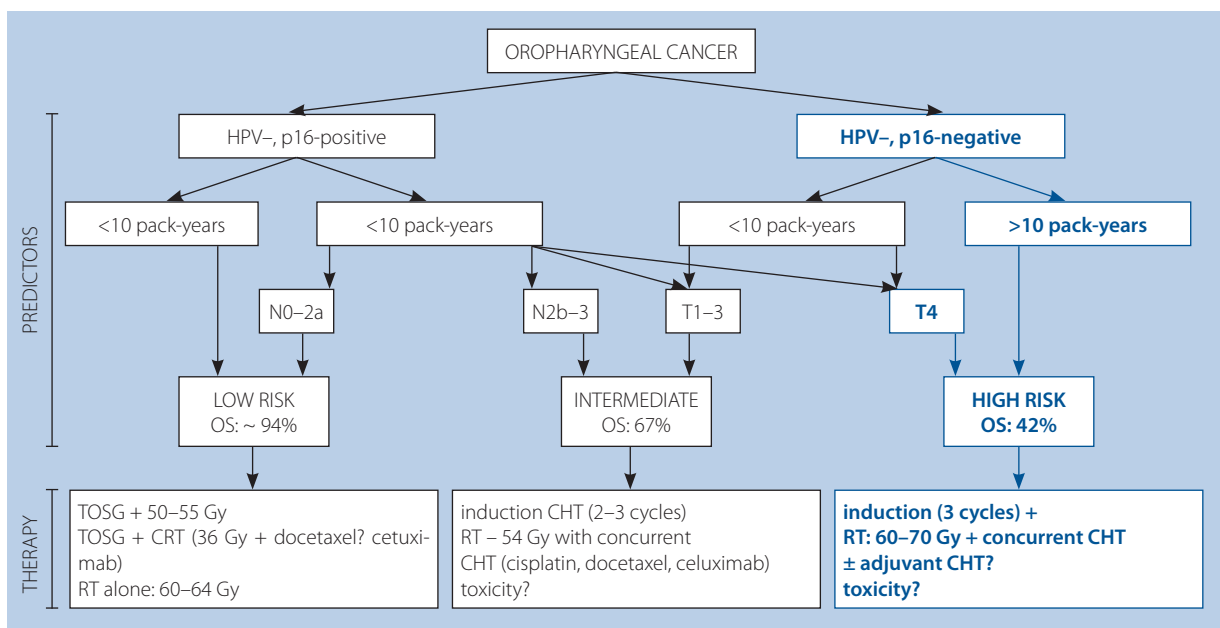 OROPHARYNGEAL CANCER
PREDICTORS
HPV–, p16-positive
HPV–, p16-negative
<10 pack-years
<10 pack-years
<10 pack-years
>10 pack-years
N0–2a
N2b–3
T1–3
T4
LOW RISK
OS: ~ 94%
INTERMEDIATE
OS: 67%
HIGH RISK
OS: 42%
THERAPY
TOSG + 50–55 Gy
TOSG + CRT (36 Gy + docetaxel? cetuxi-
mab)
RT alone: 60–64 Gy
induction CHT (2–3 cycles)
RT – 54 Gy with concurrent
CHT (cisplatin, docetaxel, celuximab)
toxicity?
induction (3 cycles) +
RT: 60–70 Gy + concurrent CHT
± adjuvant CHT?
toxicity?